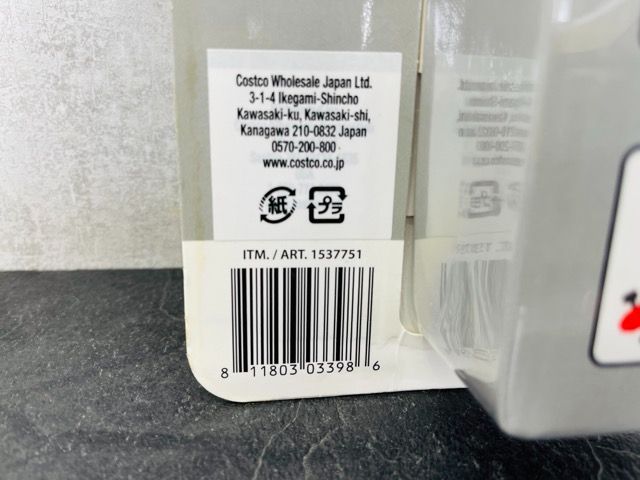 Costco Wholesale Japan Ltd.
3-1-4 Ikegami-Shincho
Kawasaki-ku, Kawasaki-shi,
Kanagawa 210-0832 Japan
0570-200-800
www.costco.co.jp
紙 プラ
ITM. / ART. 1537751
8 11803 03398 6